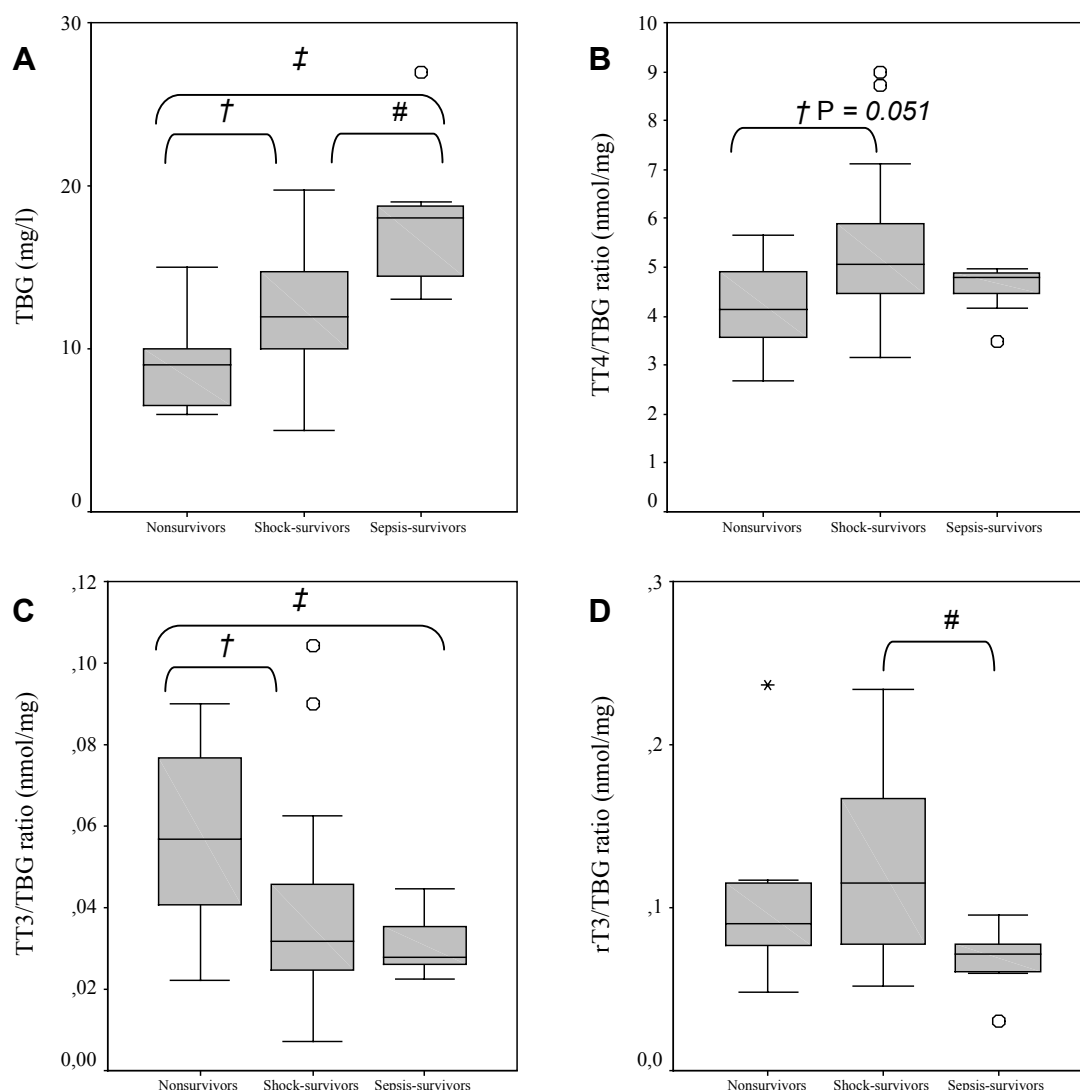 A
TBG (mg/l)
30
20
10
0
‡
†
#
Nonsurvivors Shock-survivors Sepsis-survivors
B
TT4/TBG ratio (nmol/mg)
10
9
8
7
6
5
4
3
2
1
0
† P = 0.051
Nonsurvivors Shock-survivors Sepsis-survivors
C
TT3/TBG ratio (nmol/mg)
,12
,10
,08
,06
,04
,02
0,00
‡
†
Nonsurvivors Shock-survivors Sepsis-survivors
D
rT3/TBG ratio (nmol/mg)
,3
,2
,1
0,0
#
Nonsurvivors Shock-survivors Sepsis-survivors